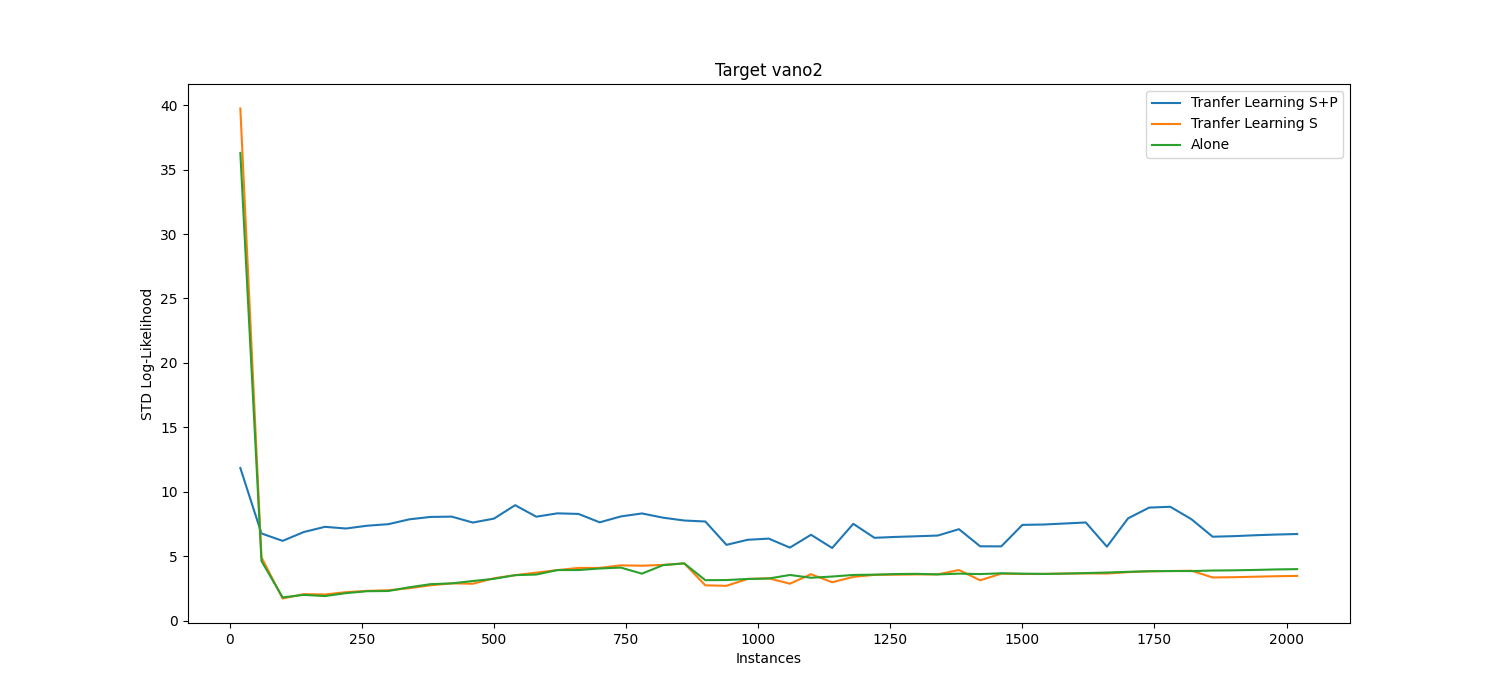 Target vano2
Tranfer Learning S+P
Tranfer Learning S
Alone
STD Log-Likelihood
40
35
30
25
20
15
10
5
0
0 250 500 750 1000 1250 1500 1750 2000
Instances